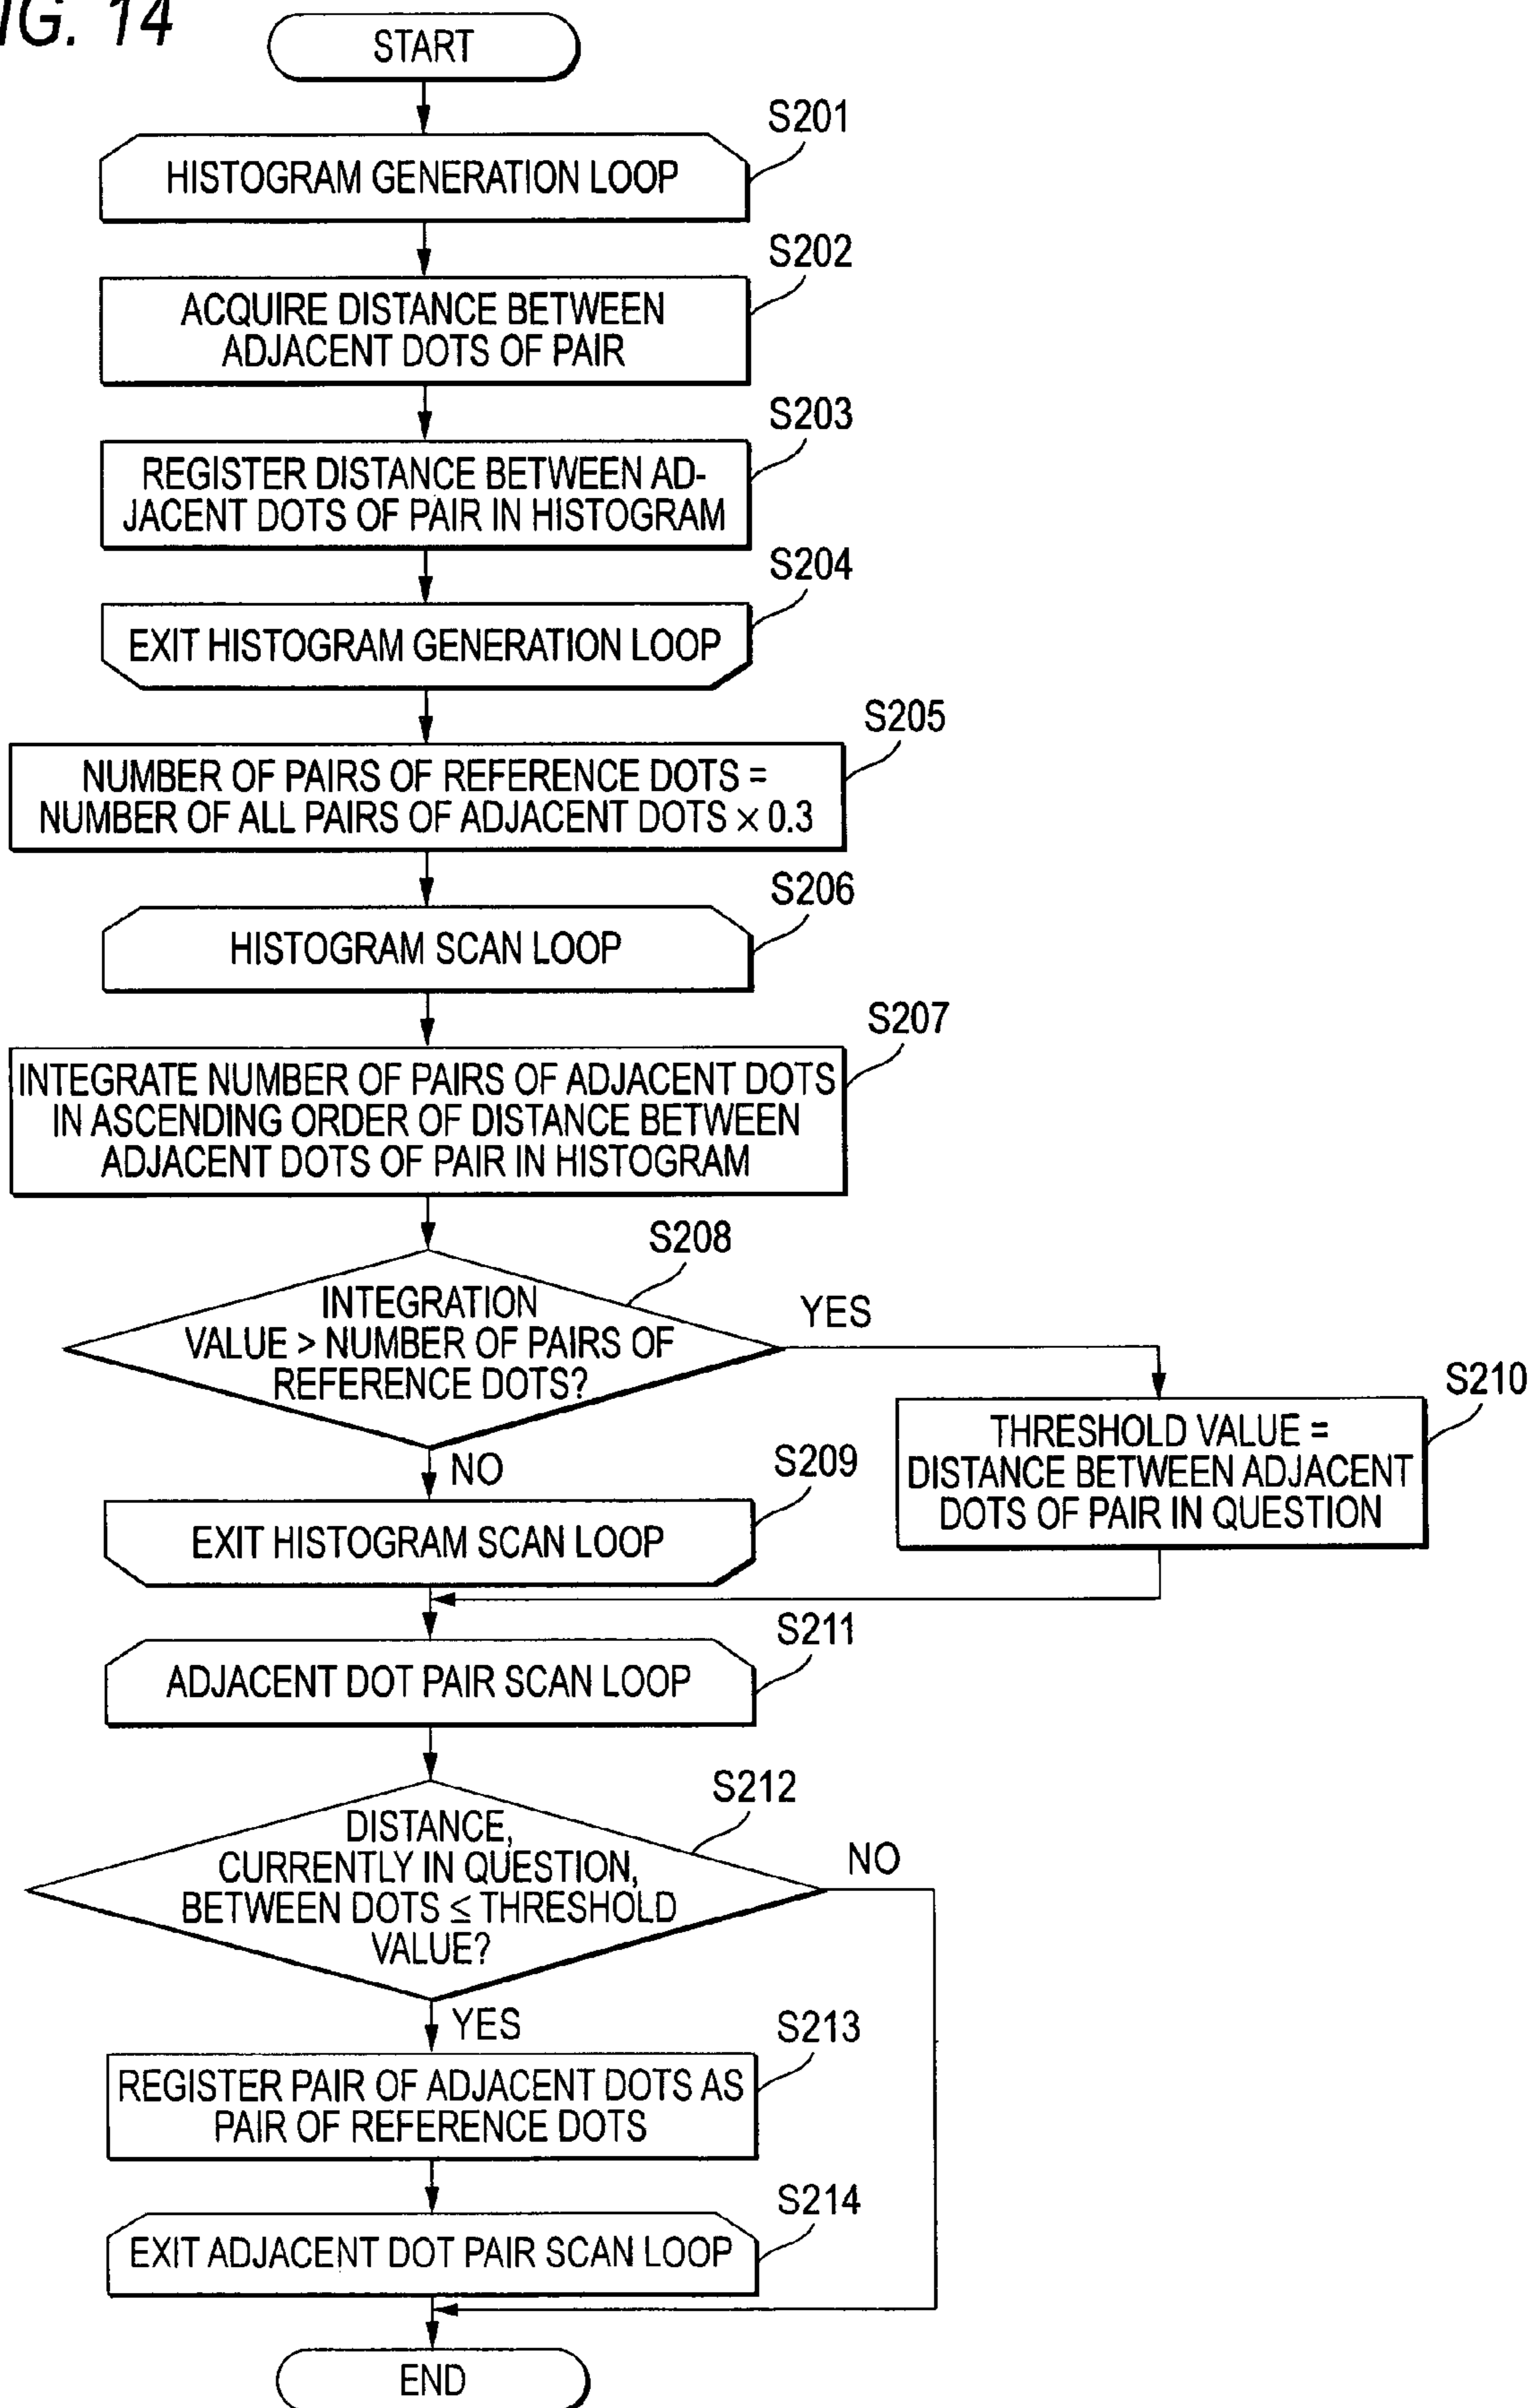 IG. 14
START
S201
HISTOGRAM GENERATION LOOP
S202
ACQUIRE DISTANCE BETWEEN
ADJACENT DOTS OF PAIR
S203
REGISTER DISTANCE BETWEEN AD-
JACENT DOTS OF PAIR IN HISTOGRAM
S204
EXIT HISTOGRAM GENERATION LOOP
S205
NUMBER OF PAIRS OF REFERENCE DOTS =
NUMBER OF ALL PAIRS OF ADJACENT DOTS × 0.3
S206
HISTOGRAM SCAN LOOP
S207
INTEGRATE NUMBER OF PAIRS OF ADJACENT DOTS
IN ASCENDING ORDER OF DISTANCE BETWEEN
ADJACENT DOTS OF PAIR IN HISTOGRAM
S208
INTEGRATION
VALUE > NUMBER OF PAIRS OF
REFERENCE DOTS?
YES
S210
THRESHOLD VALUE =
DISTANCE BETWEEN ADJACENT
DOTS OF PAIR IN QUESTION
NO
S209
EXIT HISTOGRAM SCAN LOOP
S211
ADJACENT DOT PAIR SCAN LOOP
S212
DISTANCE,
CURRENTLY IN QUESTION,
BETWEEN DOTS ≤ THRESHOLD
VALUE?
NO
YES
S213
REGISTER PAIR OF ADJACENT DOTS AS
PAIR OF REFERENCE DOTS
S214
EXIT ADJACENT DOT PAIR SCAN LOOP
END